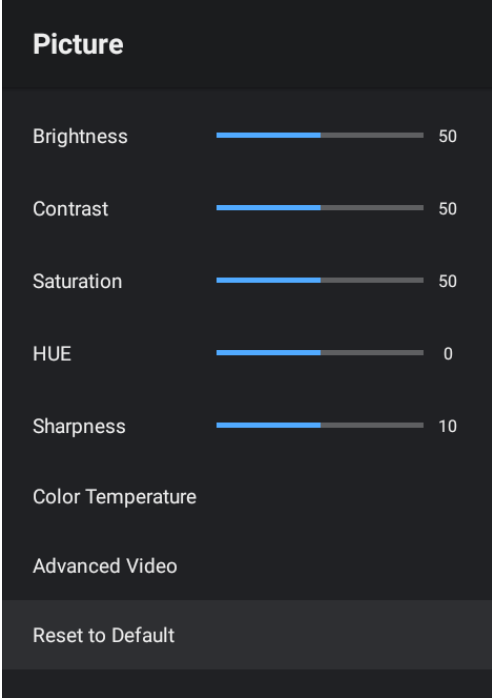 Picture
Brightness 50
Contrast 50
Saturation 50
HUE 0
Sharpness 10
Color Temperature
Advanced Video
Reset to Default